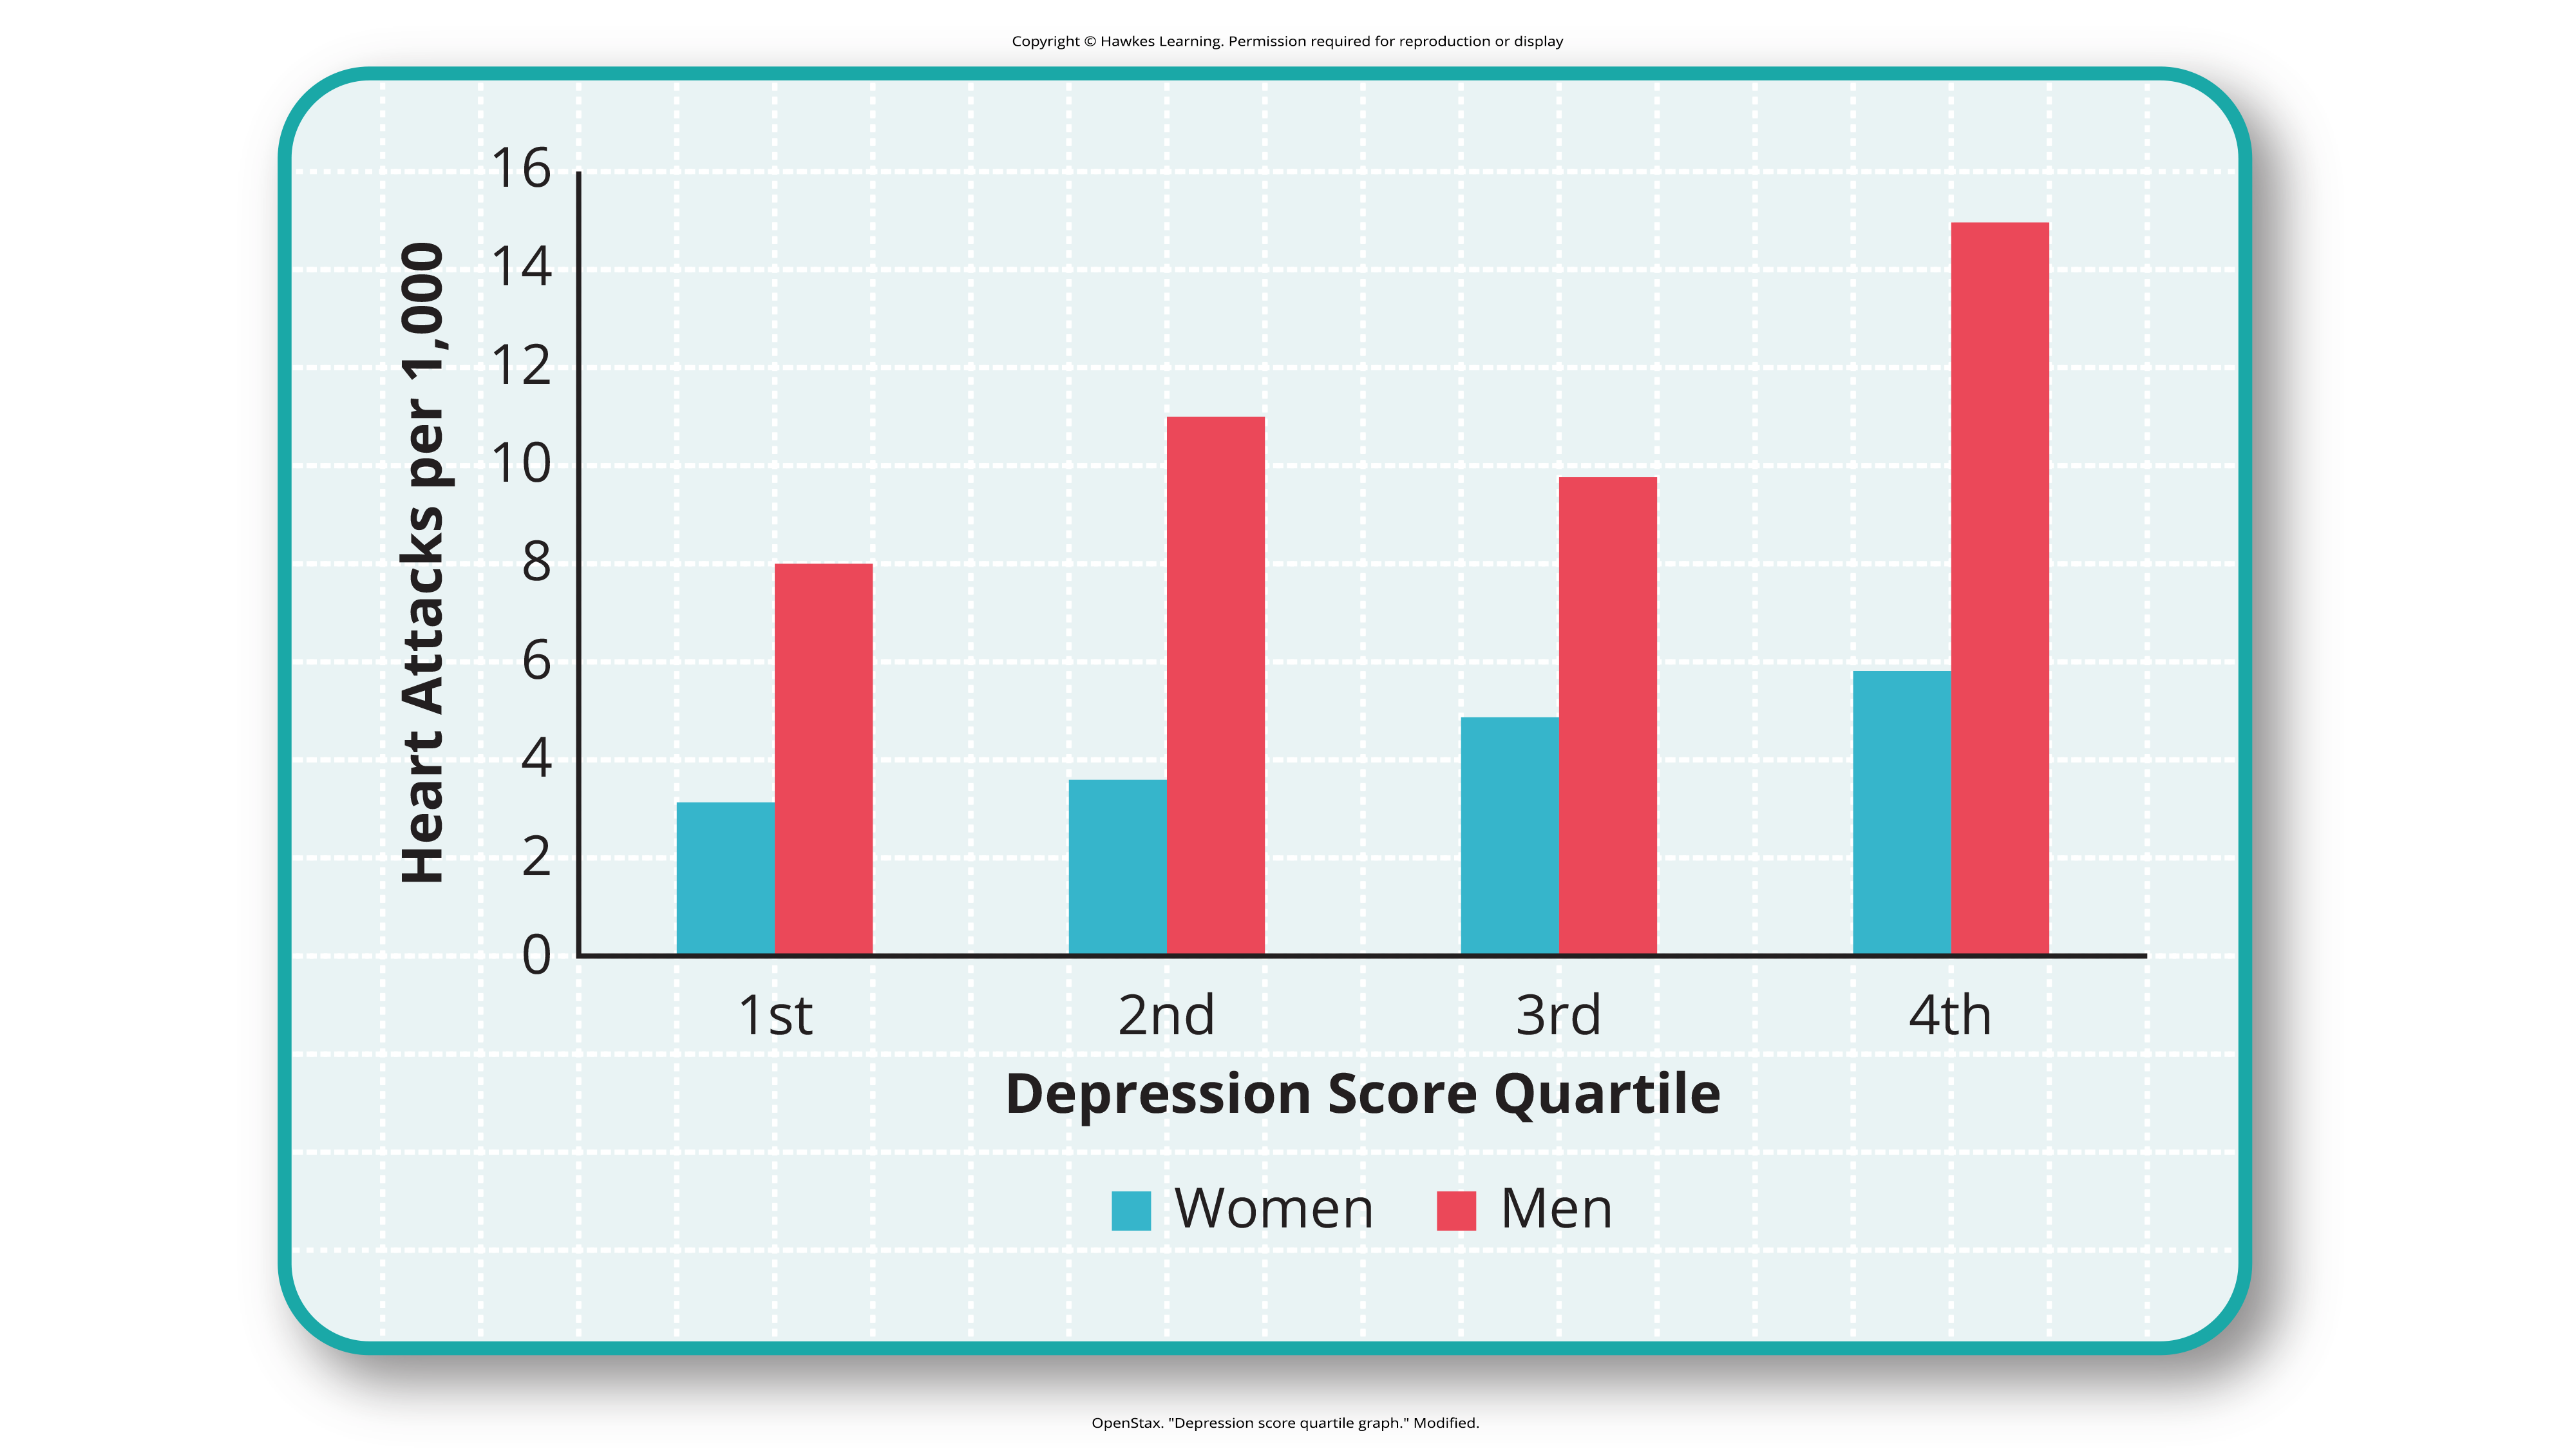 Copyright © Hawkes Learning. Permission required for reproduction or display
Heart Attacks per 1,000
16
14
12
10
8
6
4
2
0
1st 2nd 3rd 4th
Depression Score Quartile
Women Men
OpenStax. "Depression score quartile graph." Modified.